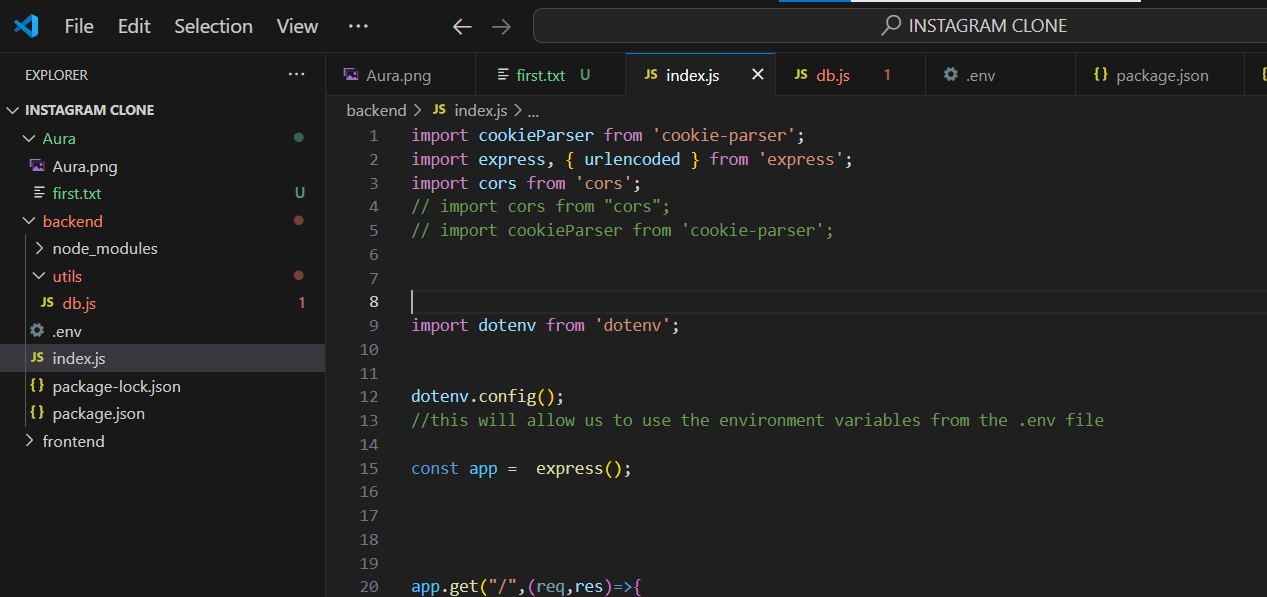 File Edit Selection View ··· INSTAGRAM CLONE
EXPLORER ···
INSTAGRAM CLONE
Aura
Aura.png
first.txt U
backend
node_modules
utils
JS db.js 1
.env
JS index.js
{} package-lock.json
{} package.json
frontend
Aura.png first.txt U JS index.js JS db.js 1 .env {} package.json
backend > JS index.js > ...
1 import cookieParser from 'cookie-parser';
2 import express, { urlencoded } from 'express';
3 import cors from 'cors';
4 // import cors from "cors";
5 // import cookieParser from 'cookie-parser';
6
7
8
9 import dotenv from 'dotenv';
10
11
12 dotenv.config();
13 //this will allow us to use the environment variables from the .env file
14
15 const app =  express();
16
17
18
19
20 app.get("/",(req,res)=>{